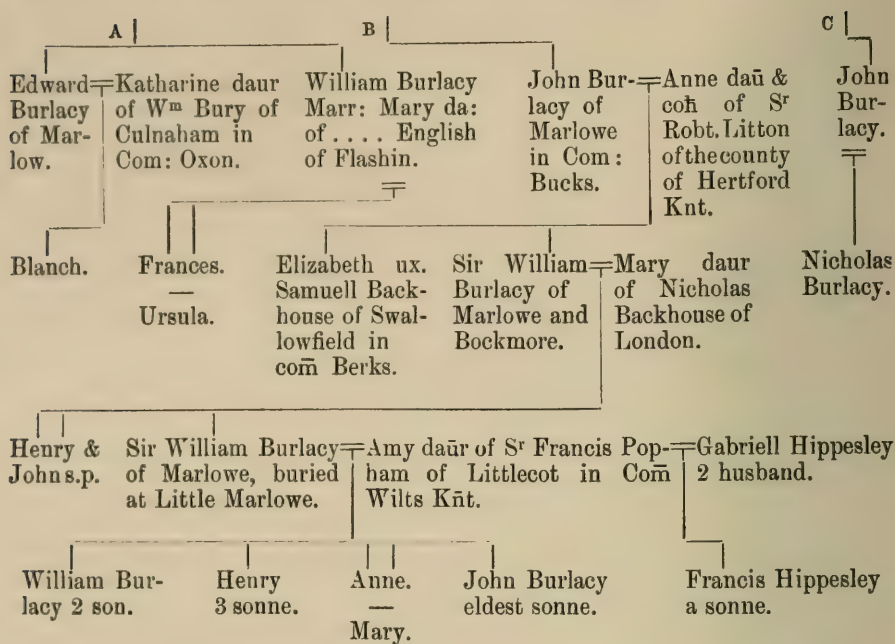 A
B
C
Edward
Burlacy
of Mar-
low.
Katharine daur
of Wᵐ Bury of
Culnaham in
Com: Oxon.
William Burlacy
Marr: Mary da:
of . . . . English
of Flashin.
John Bur-
lacy of
Marlowe
in Com:
Bucks.
Anne daū &
coħ of Sʳ
Robt. Litton
of the county
of Hertford
Knt.
John
Bur-
lacy.
Blanch.
Frances.
—
Ursula.
Elizabeth ux.
Samuell Back-
house of Swal-
lowfield in
com̄ Berks.
Sir William
Burlacy of
Marlowe and
Bockmore.
Mary daur
of Nicholas
Backhouse of
London.
Nicholas
Burlacy.
Henry &
John s.p.
Sir William Burlacy
of Marlowe, buried
at Little Marlowe.
Amy daūr of Sʳ Francis Pop-
ham of Littlecot in Com̄
Wilts Kn̄t.
Gabriell Hippesley
2 husband.
William Bur-
lacy 2 son.
Henry
3 sonne.
Anne.
—
Mary.
John Burlacy
eldest sonne.
Francis Hippesley
a sonne.